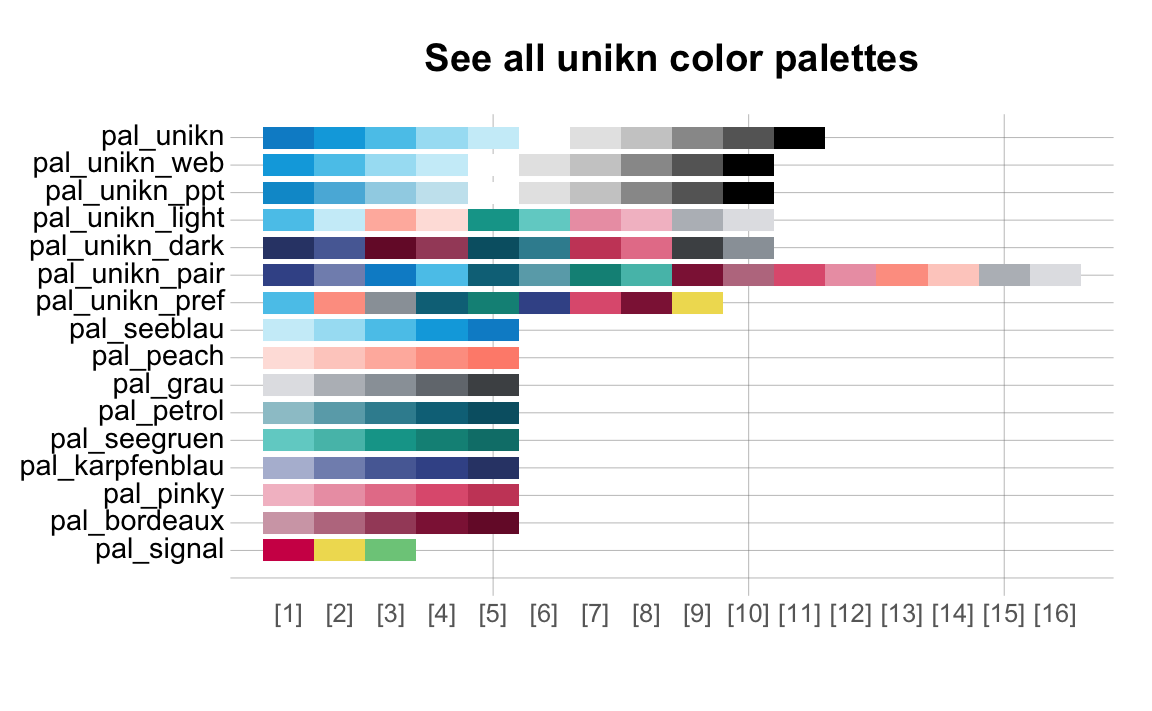 See all unikn color palettes
pal_unikn
pal_unikn_web
pal_unikn_ppt
pal_unikn_light
pal_unikn_dark
pal_unikn_pair
pal_unikn_pref
pal_seeblau
pal_peach
pal_grau
pal_petrol
pal_seegruen
pal_karpfenblau
pal_pinky
pal_bordeaux
pal_signal
[1] [2] [3] [4] [5] [6] [7] [8] [9] [10] [11] [12] [13] [14] [15] [16]